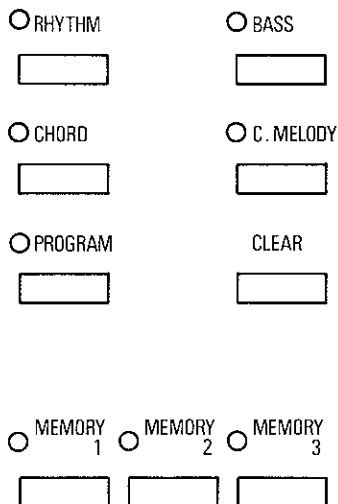 RHYTHM BASS
CHORD C. MELODY
PROGRAM CLEAR
MEMORY 1 MEMORY 2 MEMORY 3